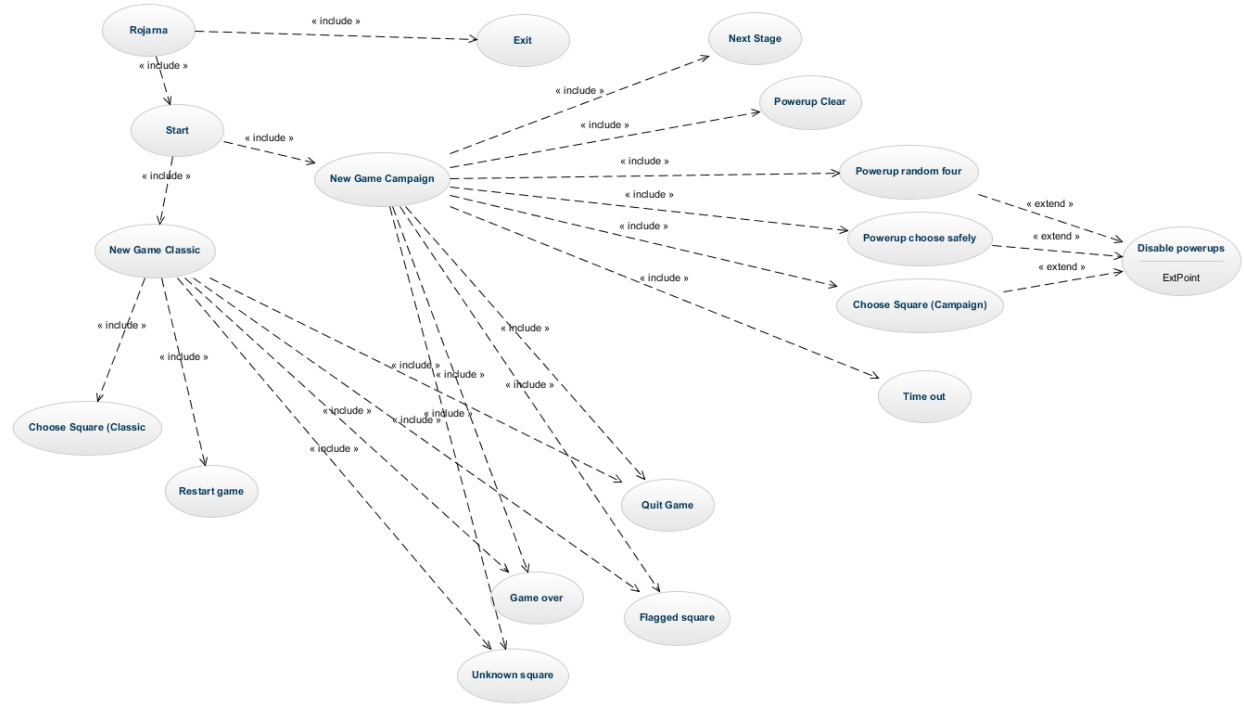 Rojarna
« include »
Exit
Next Stage
« include »
« include »
Powerup Clear
« include »
Start
« include »
« include »
Powerup random four
« include »
New Game Campaign
« include »
« extend »
« include »
Powerup choose safely
« extend »
New Game Classic
Disable powerups
« extend »
ExtPoint
« include »
Choose Square (Campaign)
« include »
« include »
« include »
« include »
« include »
« include »
Time out
« include »
« include »
« include »
Choose Square (Classic
« include »
Restart game
Quit Game
Game over
Flagged square
Unknown square